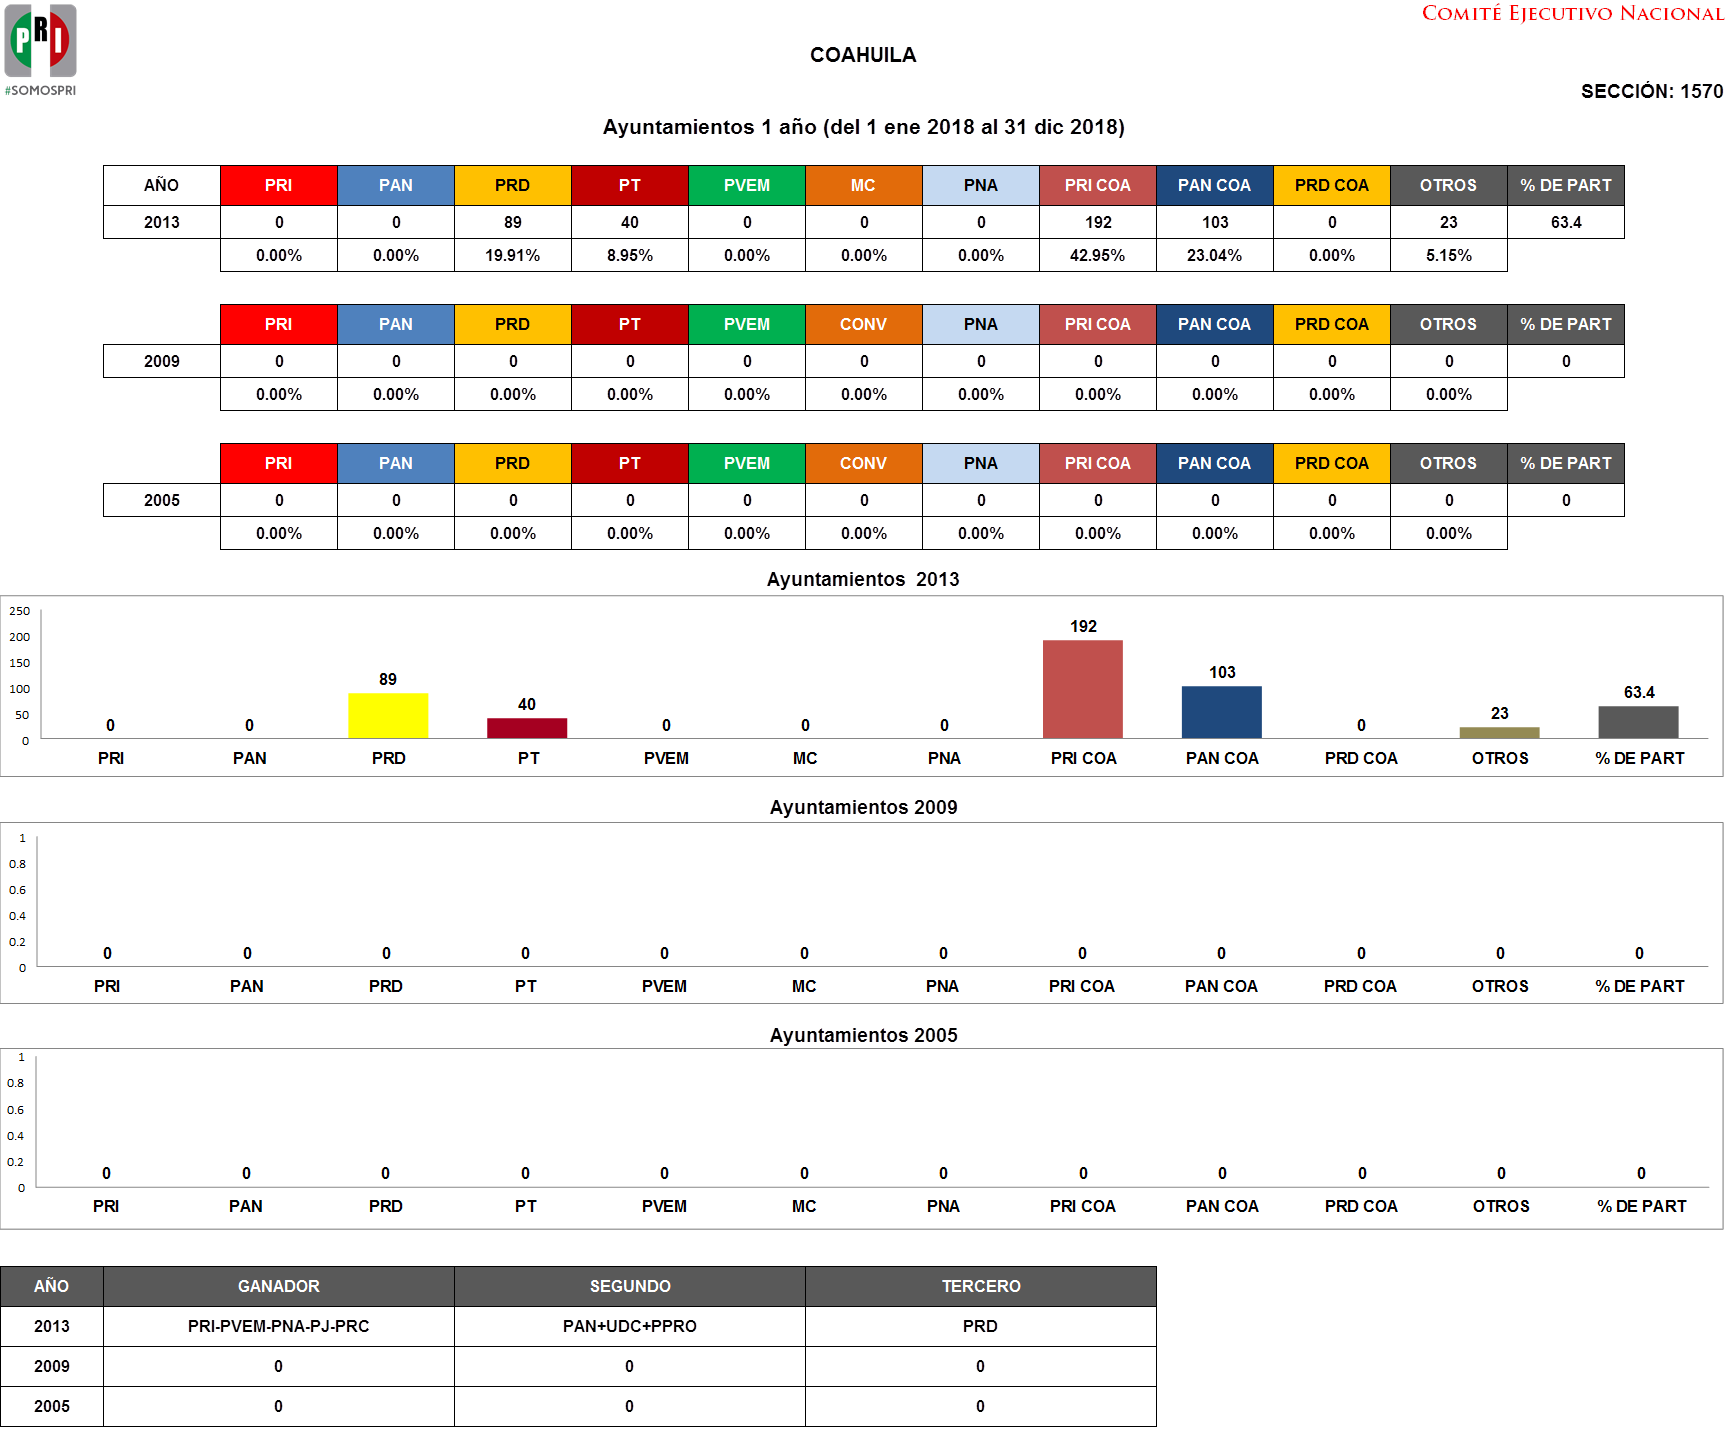 PRI
#SOMOSPRI
COMITÉ EJECUTIVO NACIONAL
COAHUILA
SECCIÓN: 1570
Ayuntamientos 1 año (del 1 ene 2018 al 31 dic 2018)
AÑO PRI PAN PRD PT PVEM MC PNA PRI COA PAN COA PRD COA OTROS % DE PART
2013 0 0 89 40 0 0 0 192 103 0 23 63.4
0.00% 0.00% 19.91% 8.95% 0.00% 0.00% 0.00% 42.95% 23.04% 0.00% 5.15%
PRI PAN PRD PT PVEM CONV PNA PRI COA PAN COA PRD COA OTROS % DE PART
2009 0 0 0 0 0 0 0 0 0 0 0 0
0.00% 0.00% 0.00% 0.00% 0.00% 0.00% 0.00% 0.00% 0.00% 0.00% 0.00%
PRI PAN PRD PT PVEM CONV PNA PRI COA PAN COA PRD COA OTROS % DE PART
2005 0 0 0 0 0 0 0 0 0 0 0 0
0.00% 0.00% 0.00% 0.00% 0.00% 0.00% 0.00% 0.00% 0.00% 0.00% 0.00%
Ayuntamientos 2013
250
200
150
100
50
0
0 0 89 40 0 0 0 192 103 0 23 63.4
PRI PAN PRD PT PVEM MC PNA PRI COA PAN COA PRD COA OTROS % DE PART
Ayuntamientos 2009
1
0.8
0.6
0.4
0.2
0
0 0 0 0 0 0 0 0 0 0 0 0
PRI PAN PRD PT PVEM MC PNA PRI COA PAN COA PRD COA OTROS % DE PART
Ayuntamientos 2005
1
0.8
0.6
0.4
0.2
0
0 0 0 0 0 0 0 0 0 0 0 0
PRI PAN PRD PT PVEM MC PNA PRI COA PAN COA PRD COA OTROS % DE PART
AÑO GANADOR SEGUNDO TERCERO
2013 PRI-PVEM-PNA-PJ-PRC PAN+UDC+PPRO PRD
2009 0 0 0
2005 0 0 0